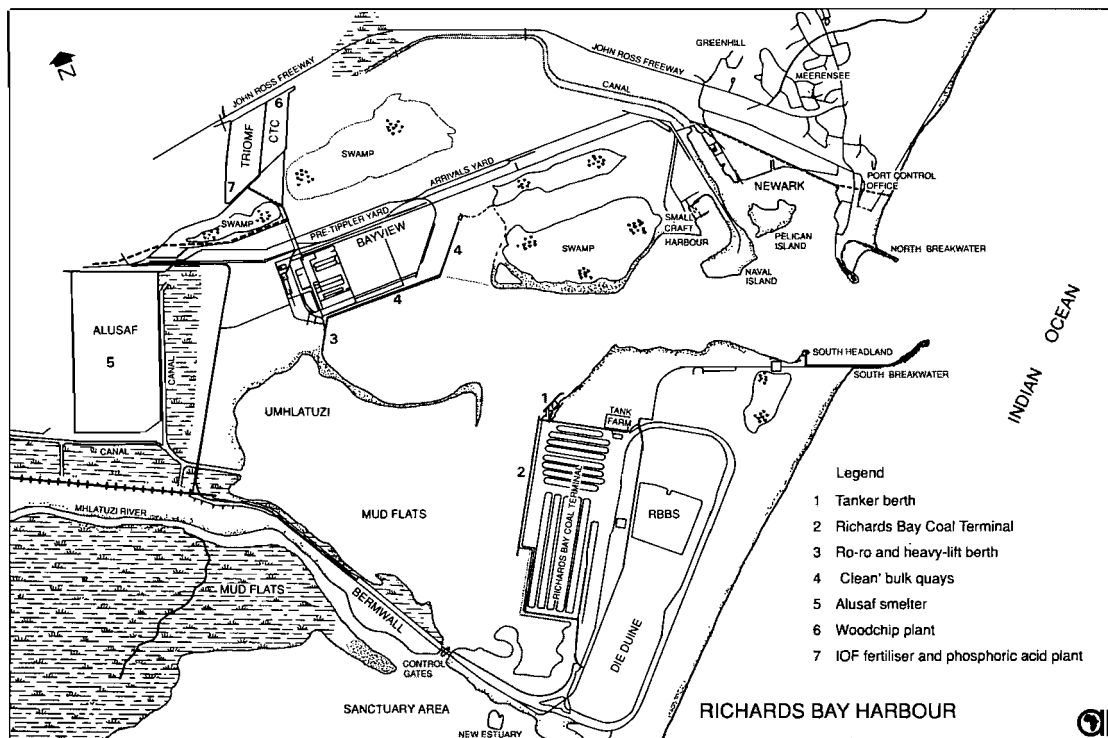 GREENHILL
JOHN ROSS FREEWAY
MEERENSEE
N
JOHN ROSS FREEWAY
CANAL
6
TRIOMF
CTC
SWAMP
ARRIVALS YARD
7
NEWARK
PORT CONTROL
OFFICE
SWAMP
PRE-TIPPLER YARD
BAYVIEW
4
SMALL
CRAFT
HARBOUR
PELICAN
ISLAND
SWAMP
NORTH BREAKWATER
NAVAL
ISLAND
4
ALUSAF
5
CANAL
3
INDIAN OCEAN
SOUTH HEADLAND
SOUTH BREAKWATER
UMHLATUZI
1
TANK
FARM
CANAL
2
RICHARDS BAY COAL TERMINAL
RBBS
MHLATUZI RIVER
MUD FLATS
MUD FLATS
BERMWALL
DIE DUINE
CONTROL
GATES
SANCTUARY AREA
NEW ESTUARY
Legend
1 Tanker berth
2 Richards Bay Coal Terminal
3 Ro-ro and heavy-lift berth
4 Clean' bulk quays
5 Alusaf smelter
6 Woodchip plant
7 IOF fertiliser and phosphoric acid plant
RICHARDS BAY HARBOUR